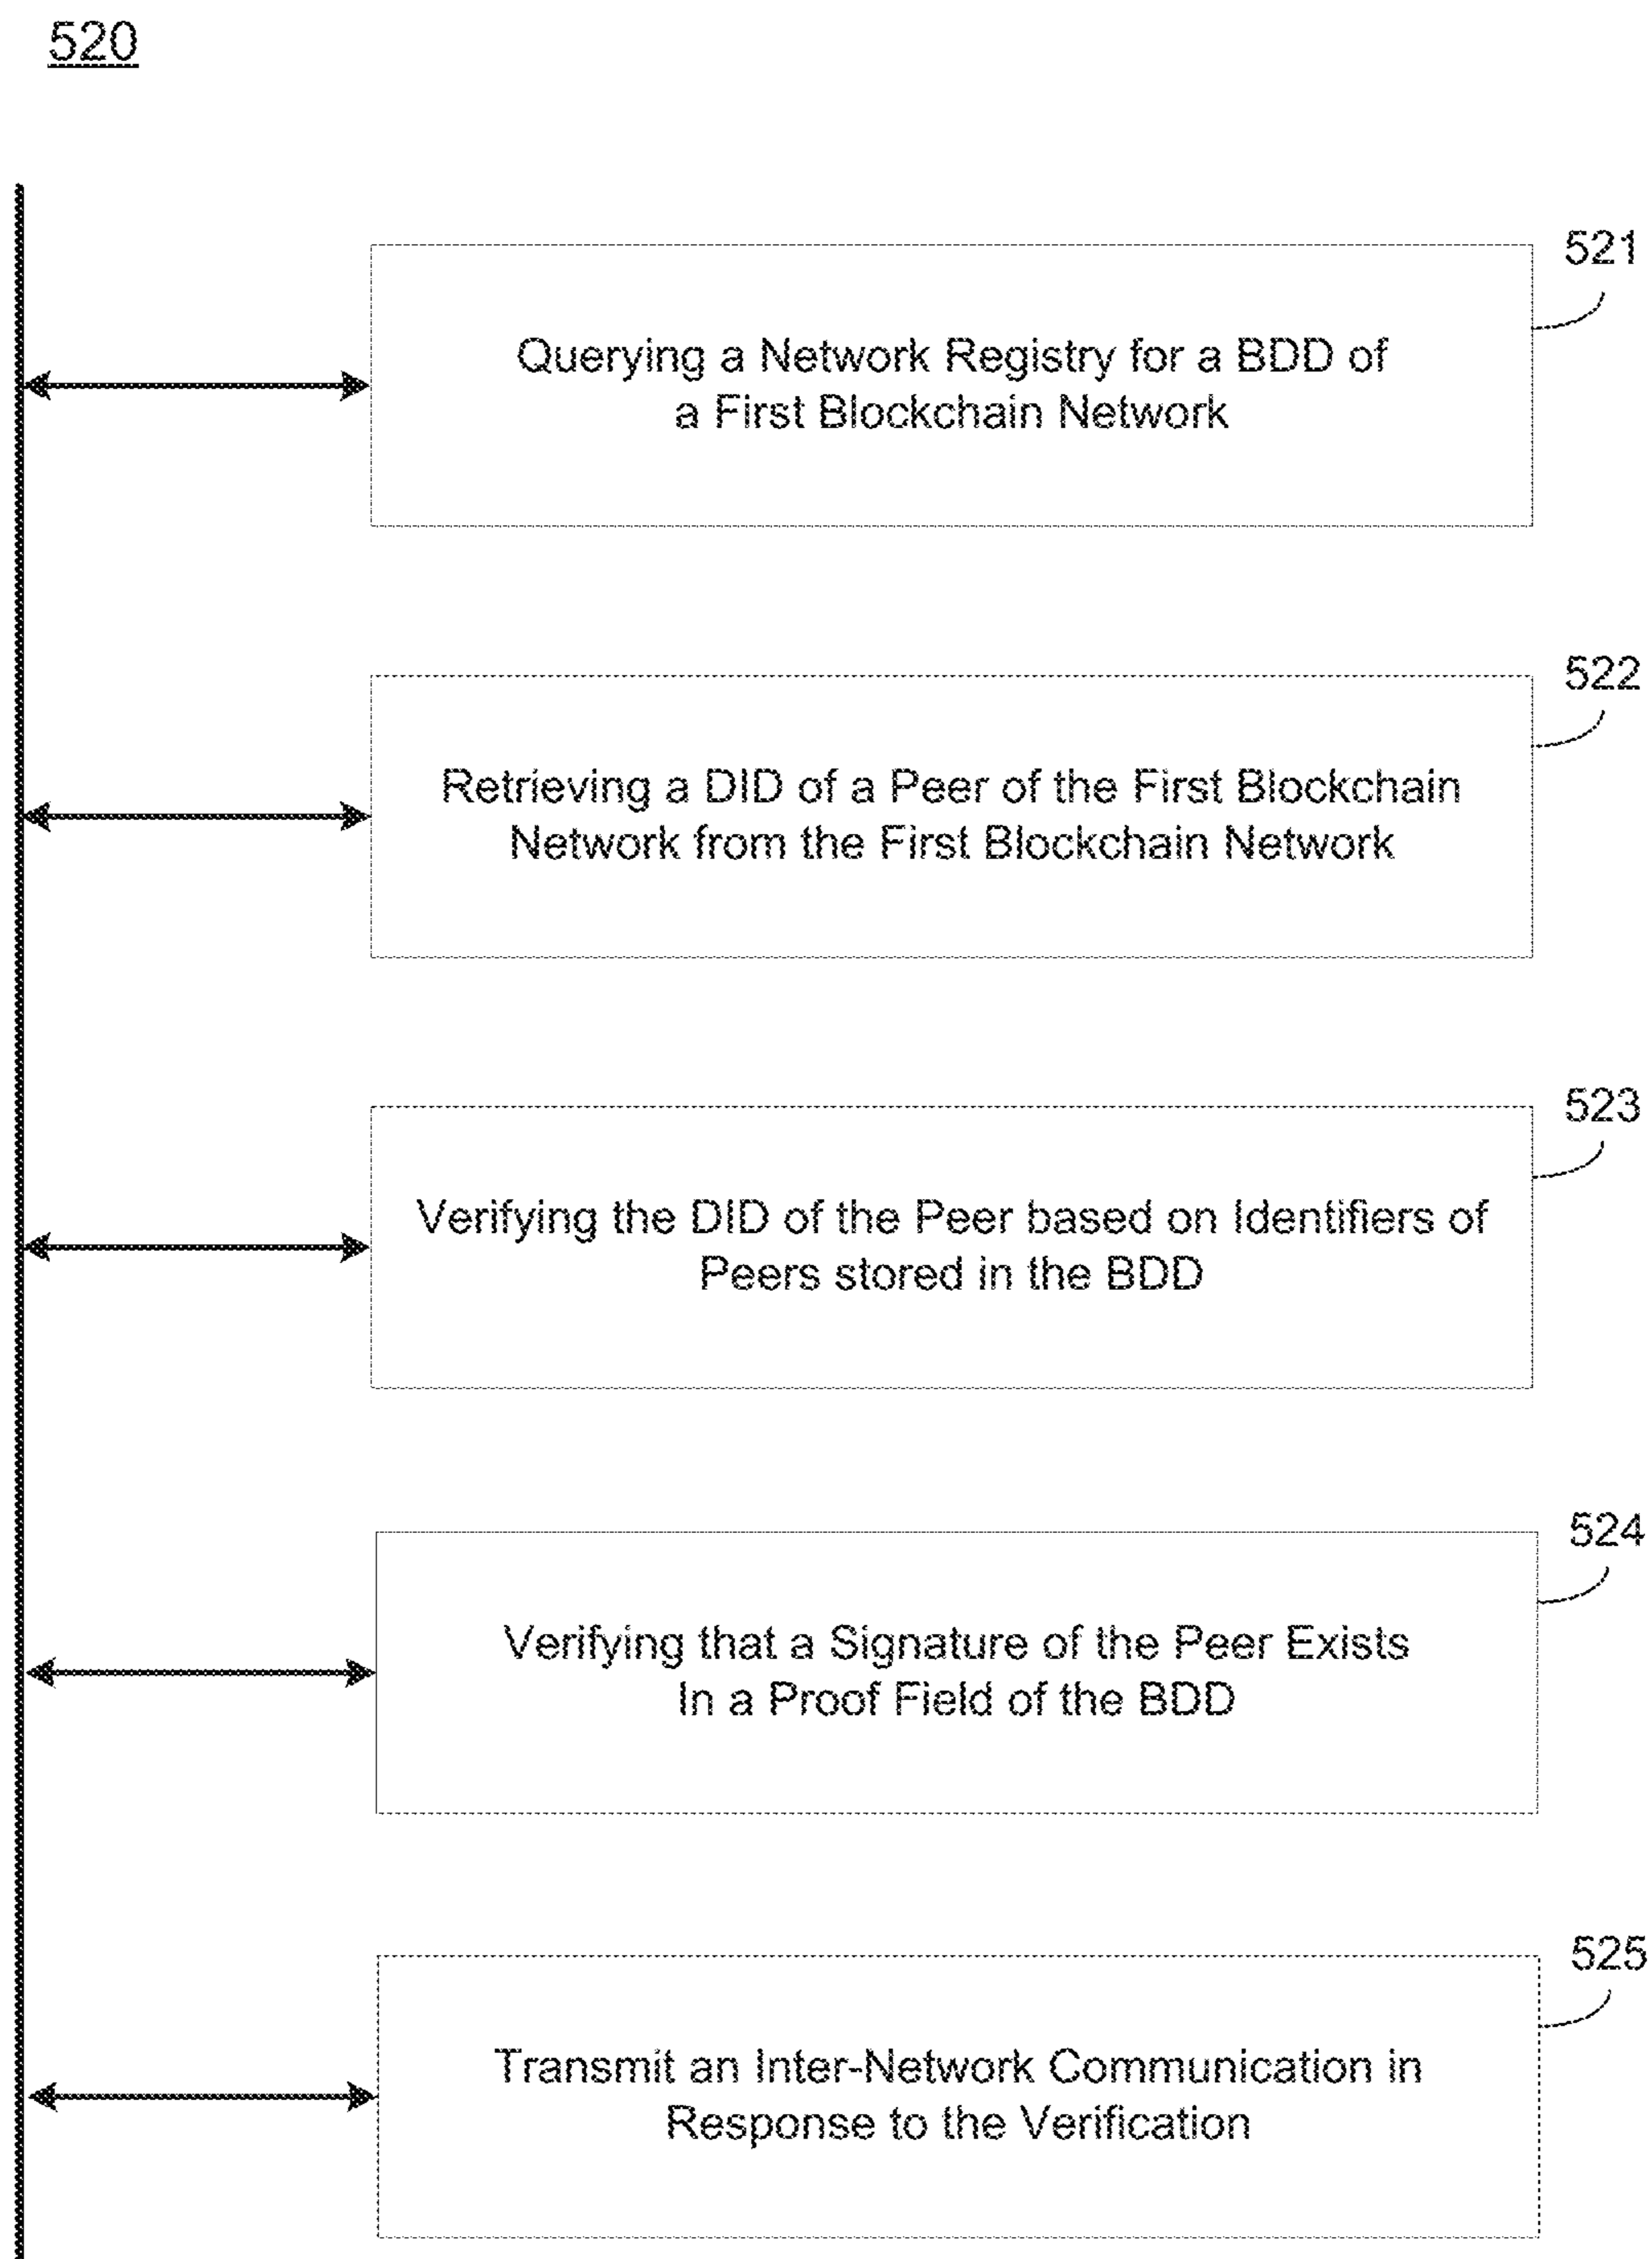 520
521
Querying a Network Registry for a BDD of
a First Blockchain Network
522
Retrieving a DID of a Peer of the First Blockchain
Network from the First Blockchain Network
523
Verifying the DID of the Peer based on Identifiers of
Peers stored in the BDD
524
Verifying that a Signature of the Peer Exists
In a Proof Field of the BDD
525
Transmit an Inter-Network Communication in
Response to the Verification